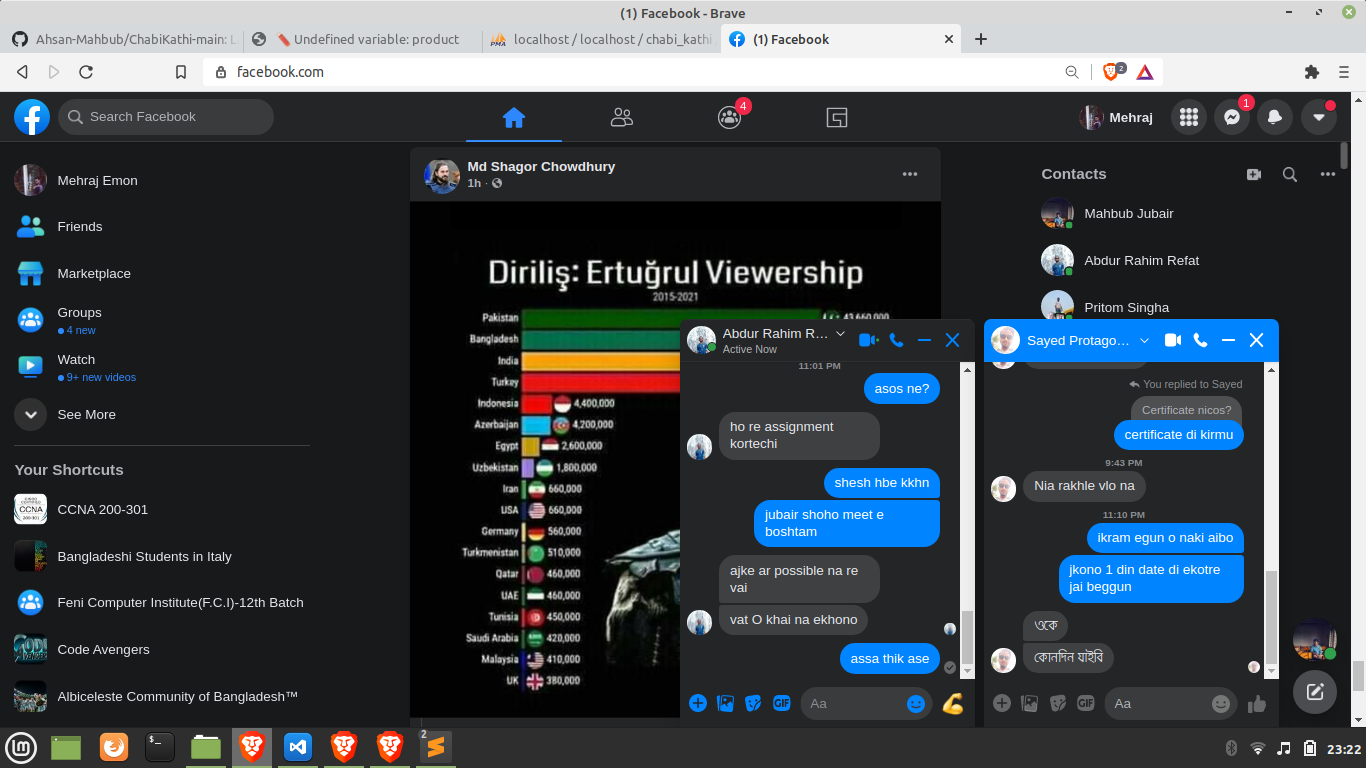 (1) Facebook - Brave
Ahsan-Mahbub/ChabiKathi-main: L
Undefined variable: product
localhost / localhost / chabi_kathi
(1) Facebook
facebook.com
2
Search Facebook
4
Mehraj
1
Mehraj Emon
Friends
Marketplace
Groups
4 new
Watch
9+ new videos
See More
Your Shortcuts
CCNA
CCNA 200-301
Bangladeshi Students in Italy
Feni Computer Institute(F.C.I)-12th Batch
Code Avengers
Albiceleste Community of Bangladesh™
Md Shagor Chowdhury
1h ·
Diriliş: Ertuğrul Viewership
2015-2021
Pakistan 43,660,000
Bangladesh
India
Turkey
Indonesia 4,400,000
Azerbaijan 4,200,000
Egypt 2,600,000
Uzbekistan 1,800,000
Iran 660,000
USA 660,000
Germany 560,000
Turkmenistan 510,000
Qatar 460,000
UAE 460,000
Tunisia 450,000
Saudi Arabia 420,000
Malaysia 410,000
UK 380,000
Contacts
Mahbub Jubair
Abdur Rahim Refat
Pritom Singha
Abdur Rahim R...
Active Now
11:01 PM
asos ne?
ho re assignment
kortechi
shesh hbe kkhn
jubair shoho meet e
boshtam
ajke ar possible na re
vai
vat O khai na ekhono
assa thik ase
GIF
Aa
Sayed Protago...
You replied to Sayed
Certificate nicos?
certificate di kirmu
9:43 PM
Nia rakhle vlo na
11:10 PM
ikram egun o naki aibo
jkono 1 din date di ekotre
jai beggun
ওকে
কোনদিন যাইবি
GIF
Aa
2
23:22